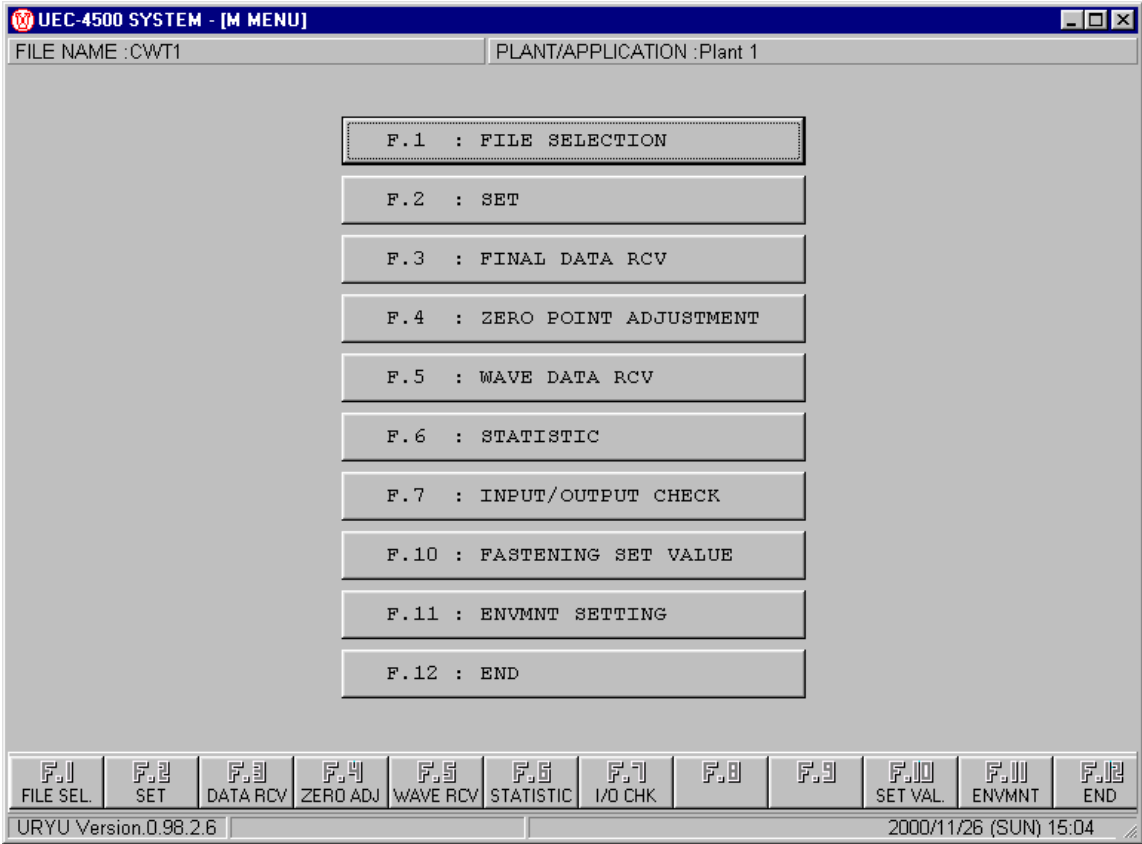 UEC-4500 SYSTEM - [M MENU]
FILE NAME :CWT1 PLANT/APPLICATION :Plant 1
F.1 : FILE SELECTION
F.2 : SET
F.3 : FINAL DATA RCV
F.4 : ZERO POINT ADJUSTMENT
F.5 : WAVE DATA RCV
F.6 : STATISTIC
F.7 : INPUT/OUTPUT CHECK
F.10 : FASTENING SET VALUE
F.11 : ENVMNT SETTING
F.12 : END
F.1 F.2 F.3 F.4 F.5 F.6 F.7 F.8 F.9 F.10 F.11 F.12
FILE SEL. SET DATA RCV ZERO ADJ WAVE RCV STATISTIC I/O CHK SET VAL. ENVMNT END
URYU Version.0.98.2.6 2000/11/26 (SUN) 15:04